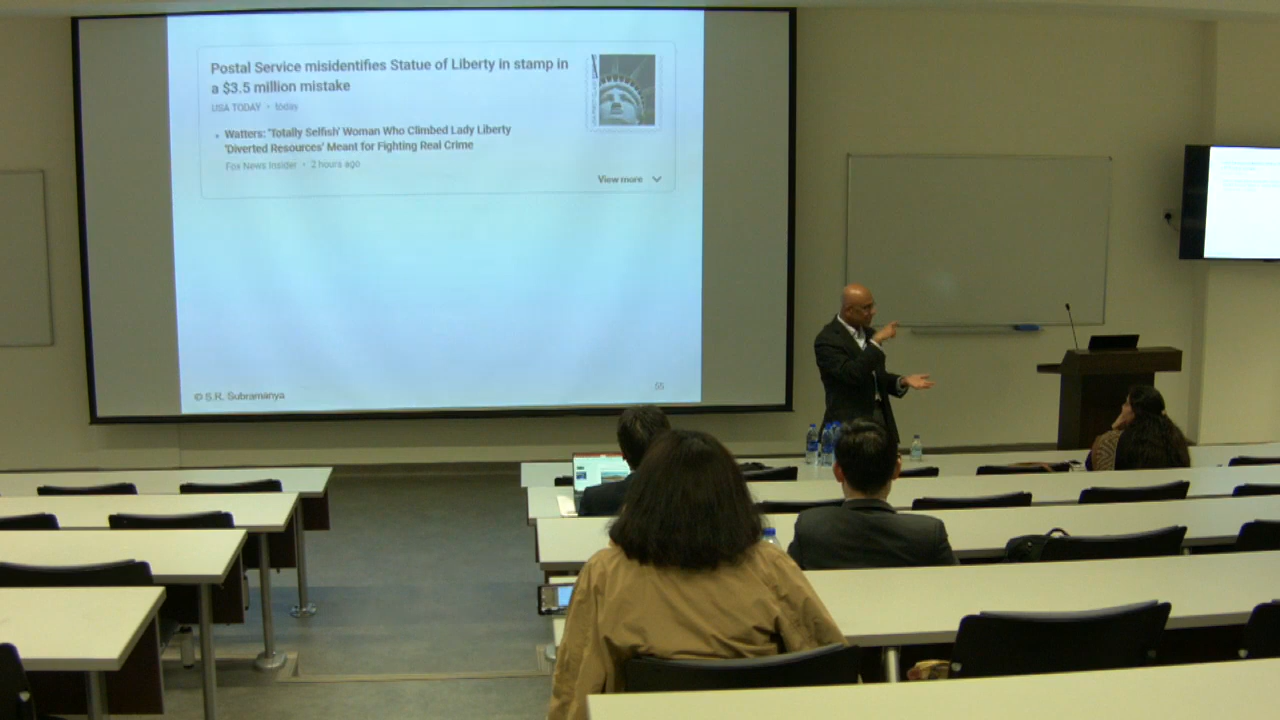 Postal Service misidentifies Statue of Liberty in stamp in
a $3.5 million mistake
USA TODAY • today
• Watters: 'Totally Selfish' Woman Who Climbed Lady Liberty
'Diverted Resources' Meant for Fighting Real Crime
Fox News Insider • 2 hours ago
View more
© S.R. Subramanya
55